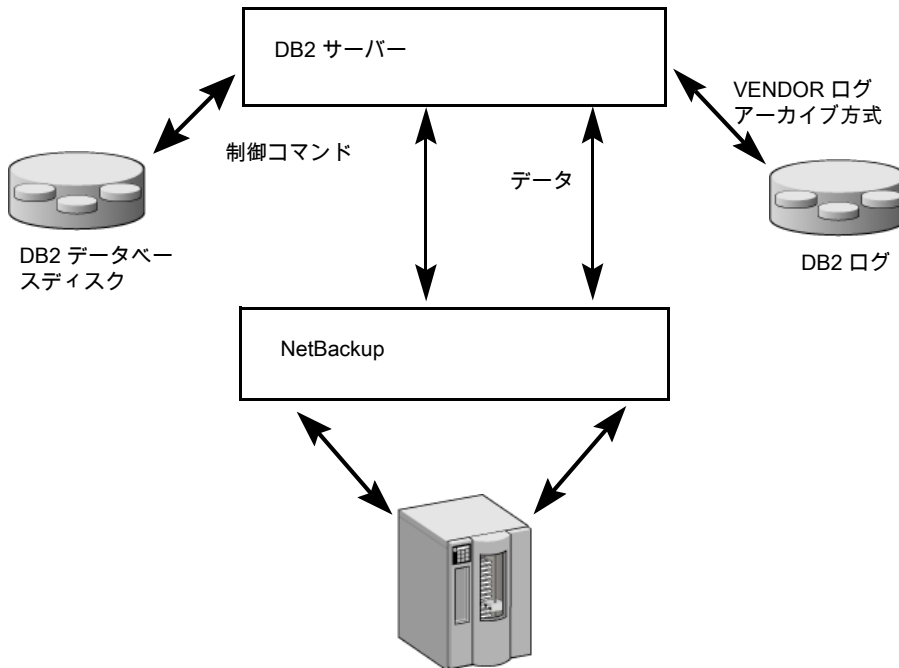 DB2 サーバー
VENDOR ログ
アーカイブ方式
制御コマンド
データ
DB2 データベー
スディスク
DB2 ログ
NetBackup